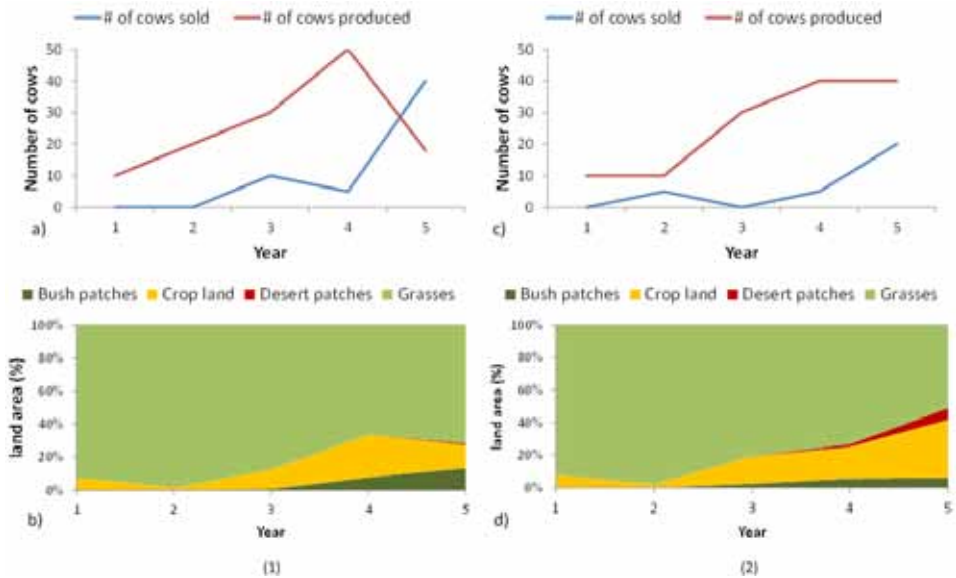 # of cows sold # of cows produced
50
40
30
20
10
0
Number of cows
1 2 3 4 5
Year
a)
# of cows sold # of cows produced
50
40
30
20
10
0
Number of cows
1 2 3 4 5
Year
c)
Bush patches Crop land Desert patches Grasses
100%
80%
60%
40%
20%
0%
land area (%)
1 2 3 4 5
Year
b)
(1)
Bush patches Crop land Desert patches Grasses
100%
80%
60%
40%
20%
0%
land area (%)
1 2 3 4 5
Year
d)
(2)